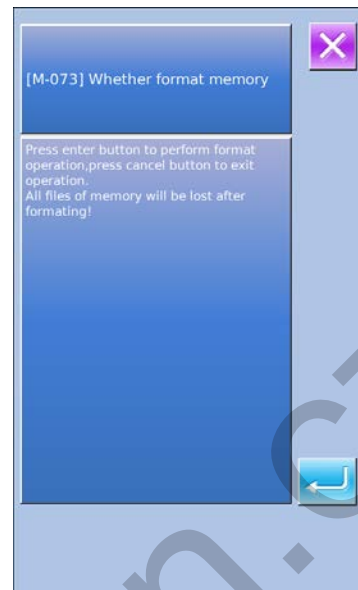 [M-073] Whether format memory
Press enter button to perform format
operation,press cancel button to exit
operation.
All files of memory will be lost after
formating!